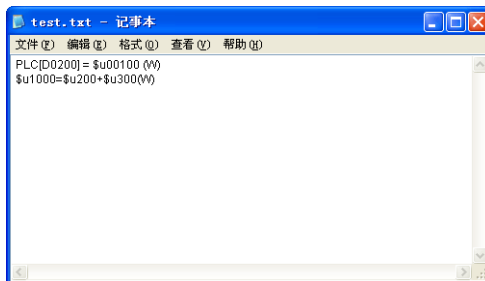 test.txt - 记事本
文件(F) 编辑(E) 格式(O) 查看(V) 帮助(H)
PLC[D0200] = $u00100 (W)
$u1000=$u200+$u300(W)